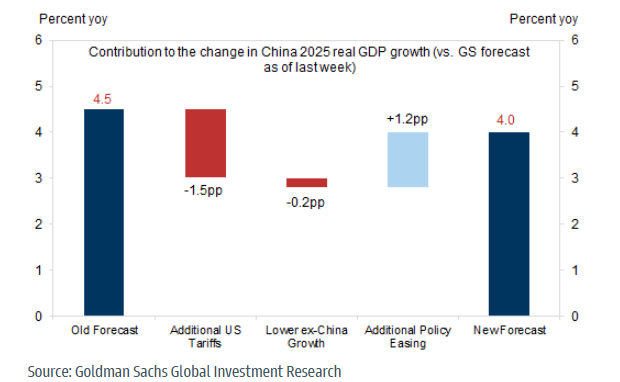 Percent yoy
Percent yoy
Contribution to the change in China 2025 real GDP growth (vs. GS forecast
as of last week)
6
5
4
3
2
1
0
4.5
-1.5pp
-0.2pp
+1.2pp
4.0
6
5
4
3
2
1
0
Old Forecast
Additional US
Tariffs
Lower ex-China
Growth
Additional Policy
Easing
New Forecast
Source: Goldman Sachs Global Investment Research